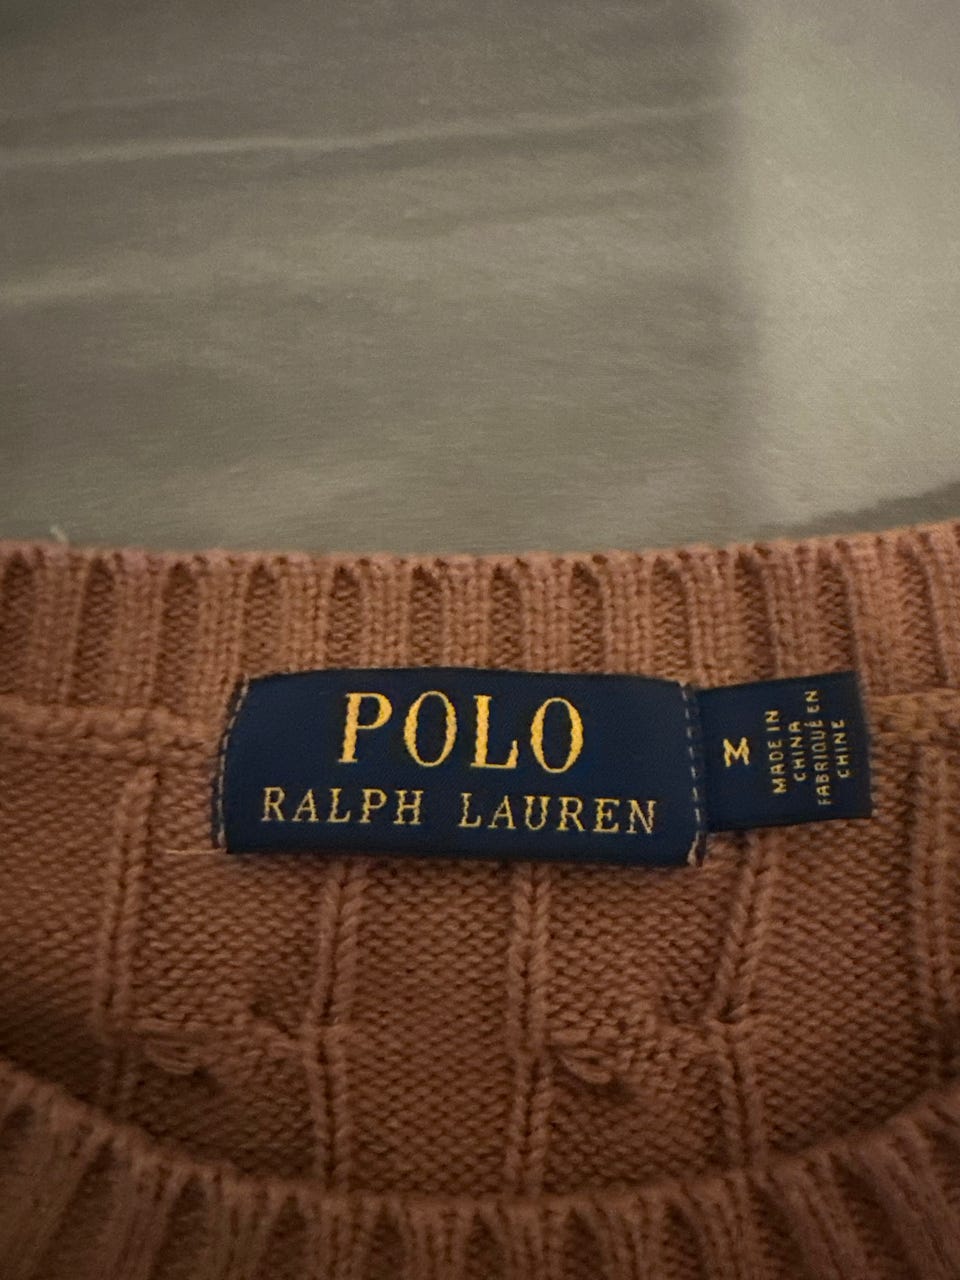 POLO
RALPH LAUREN
M
MADE IN
CHINA
FABRIQUÉ EN
CHINE